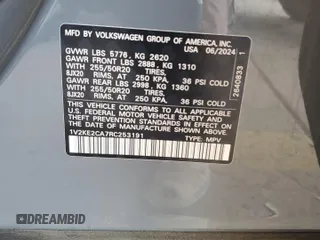 MFD BY VOLKSWAGEN GROUP OF AMERICA, INC.
USA 06/2024
GVWR LBS 5776, KG 2620
GAWR FRONT LBS 2888, KG 1310
WITH 255/50R20 TIRES,
8JX20 RIMS, AT 250 KPA, 36 PSI COLD
GAWR REAR LBS 2998, KG 1360
WITH 255/50R20 TIRES,
8JX20 RIMS, AT 250 KPA, 36 PSI COLD
THIS VEHICLE CONFORMS TO ALL APPLICABLE
FEDERAL MOTOR VEHICLE SAFETY, BUMPER, AND
THEFT PREVENTION STANDARDS IN EFFECT ON THE
DATE OF MANUFACTURE SHOWN ABOVE.
1V2KE2CA7RC253191 TYPE: MPV
2640933 1
DREAMBID
DREAMBID